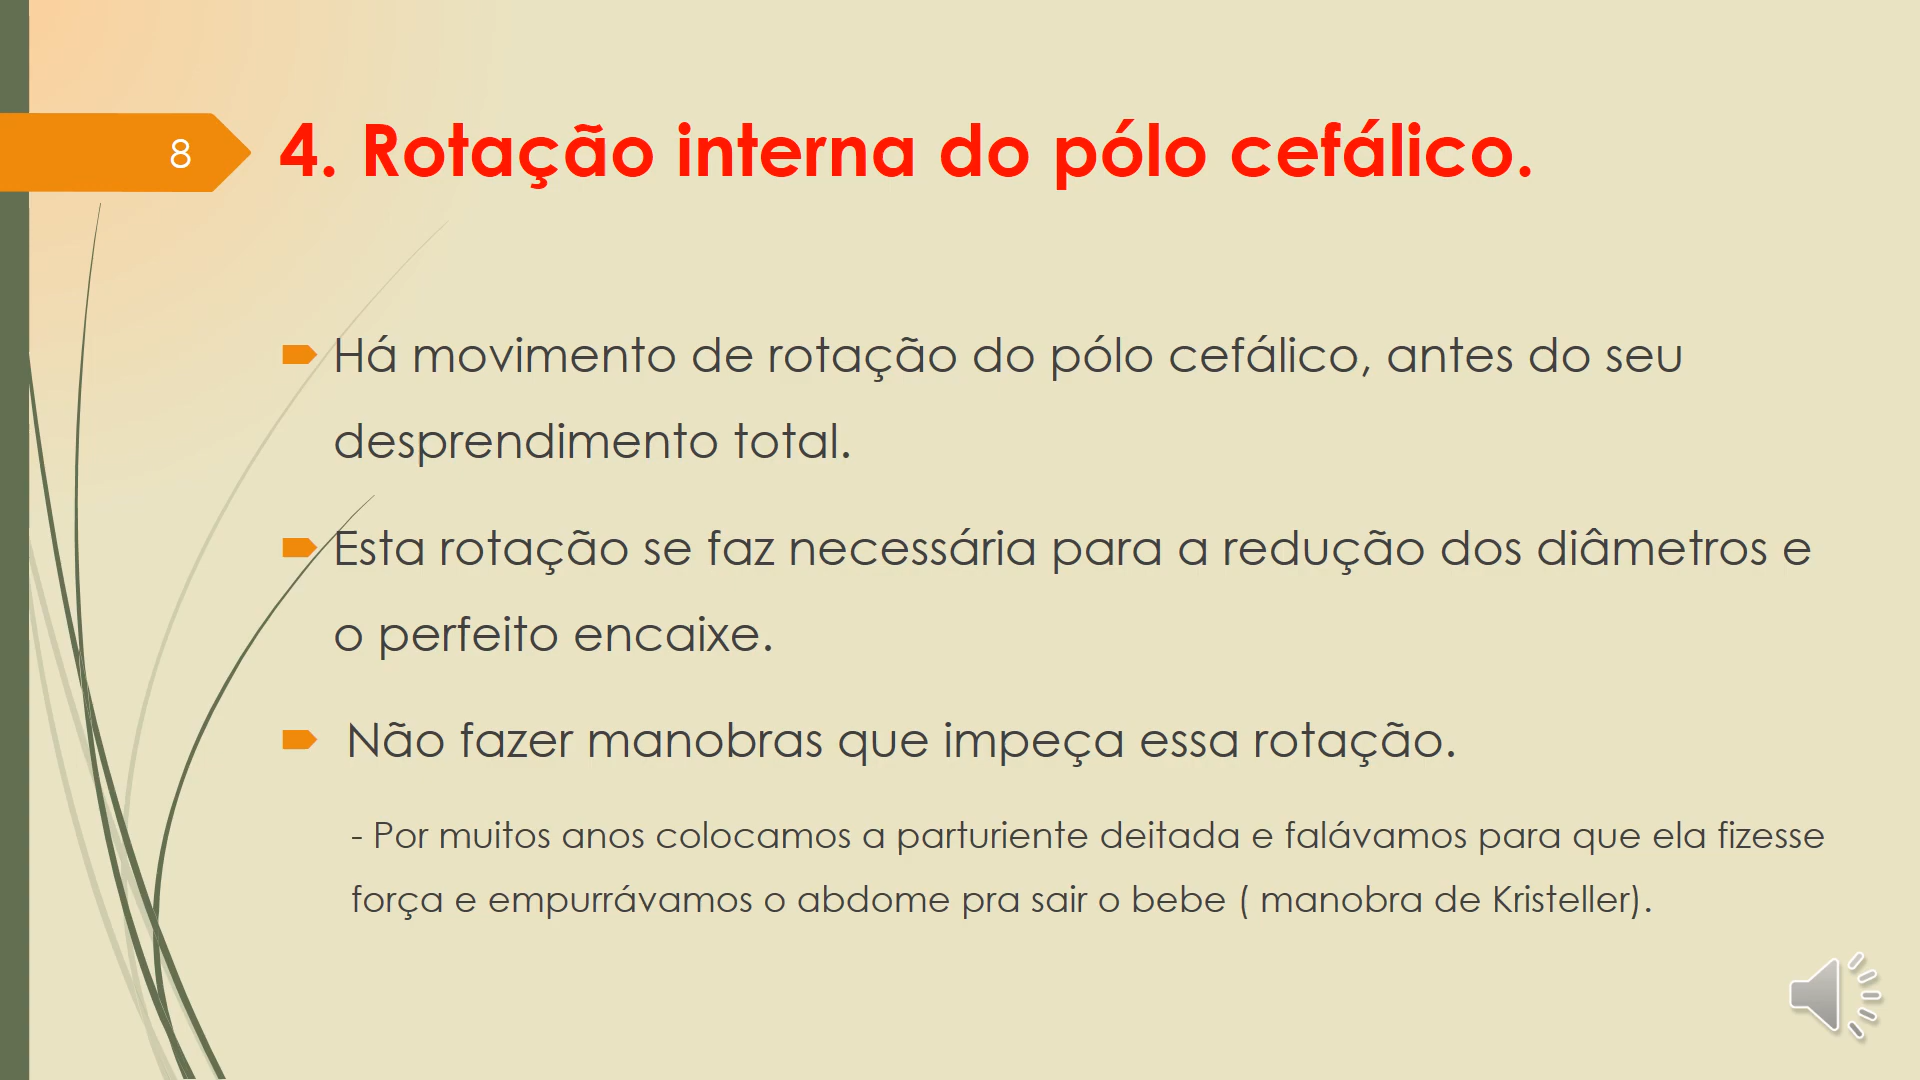 8
4. Rotação interna do pólo cefálico.
Há movimento de rotação do pólo cefálico, antes do seu
desprendimento total.
Esta rotação se faz necessária para a redução dos diâmetros e
o perfeito encaixe.
Não fazer manobras que impeça essa rotação.
- Por muitos anos colocamos a parturiente deitada e falávamos para que ela fizesse
força e empurrávamos o abdome pra sair o bebe ( manobra de Kristeller).